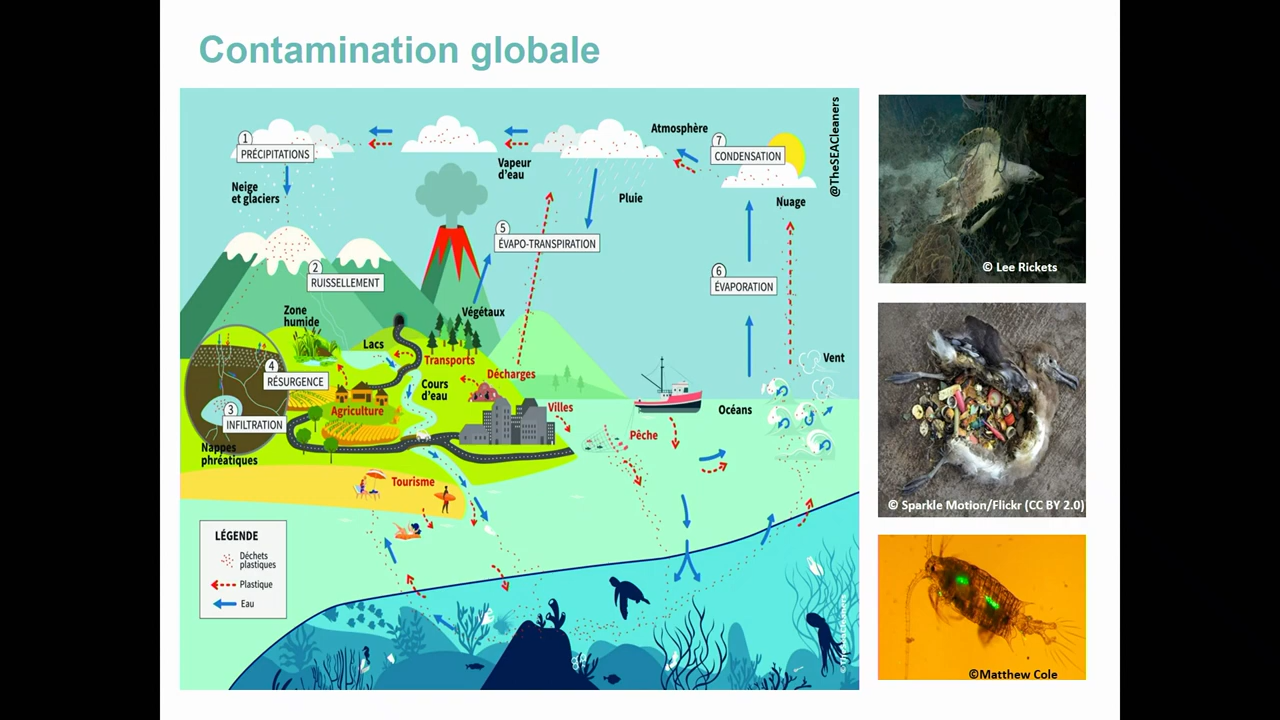 Contamination globale
@TheSEACleaners
1
PRÉCIPITATIONS
Neige
et glaciers
Vapeur
d'eau
Atmosphère
7
CONDENSATION
Pluie
Nuage
5
ÉVAPO-TRANSPIRATION
2
RUISSELLEMENT
6
ÉVAPORATION
Zone
humide
Végétaux
Lacs
Transports
Décharges
Vent
4
RÉSURGENCE
Cours
d'eau
Agriculture
Villes
Océans
3
INFILTRATION
Pêche
Nappes
phréatiques
Tourisme
LÉGENDE
Déchets
plastiques
Plastique
Eau
© TheSeaCleaners
© Lee Rickets
© Sparkle Motion/Flickr (CC BY 2.0)
©Matthew Cole